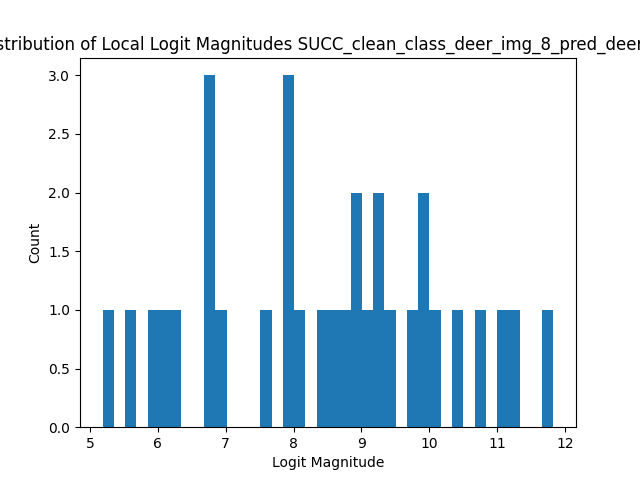 stribution of Local Logit Magnitudes SUCC_clean_class_deer_img_8_pred_deer
3.0
2.5
2.0
1.5
1.0
0.5
0.0
Count
5 6 7 8 9 10 11 12
Logit Magnitude